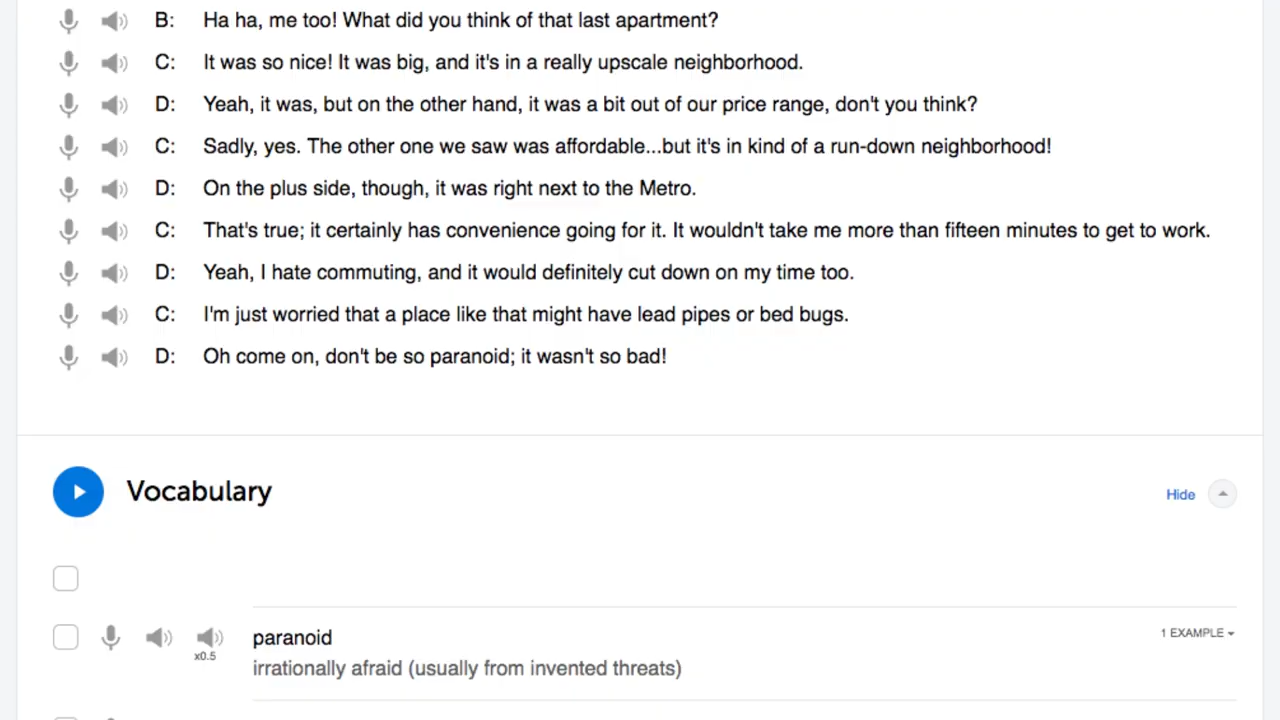 B: Ha ha, me too! What did you think of that last apartment?
C: It was so nice! It was big, and it's in a really upscale neighborhood.
D: Yeah, it was, but on the other hand, it was a bit out of our price range, don't you think?
C: Sadly, yes. The other one we saw was affordable...but it's in kind of a run-down neighborhood!
D: On the plus side, though, it was right next to the Metro.
C: That's true; it certainly has convenience going for it. It wouldn't take me more than fifteen minutes to get to work.
D: Yeah, I hate commuting, and it would definitely cut down on my time too.
C: I'm just worried that a place like that might have lead pipes or bed bugs.
D: Oh come on, don't be so paranoid; it wasn't so bad!
Vocabulary
Hide
paranoid
1 EXAMPLE
x0.5
irrationally afraid (usually from invented threats)